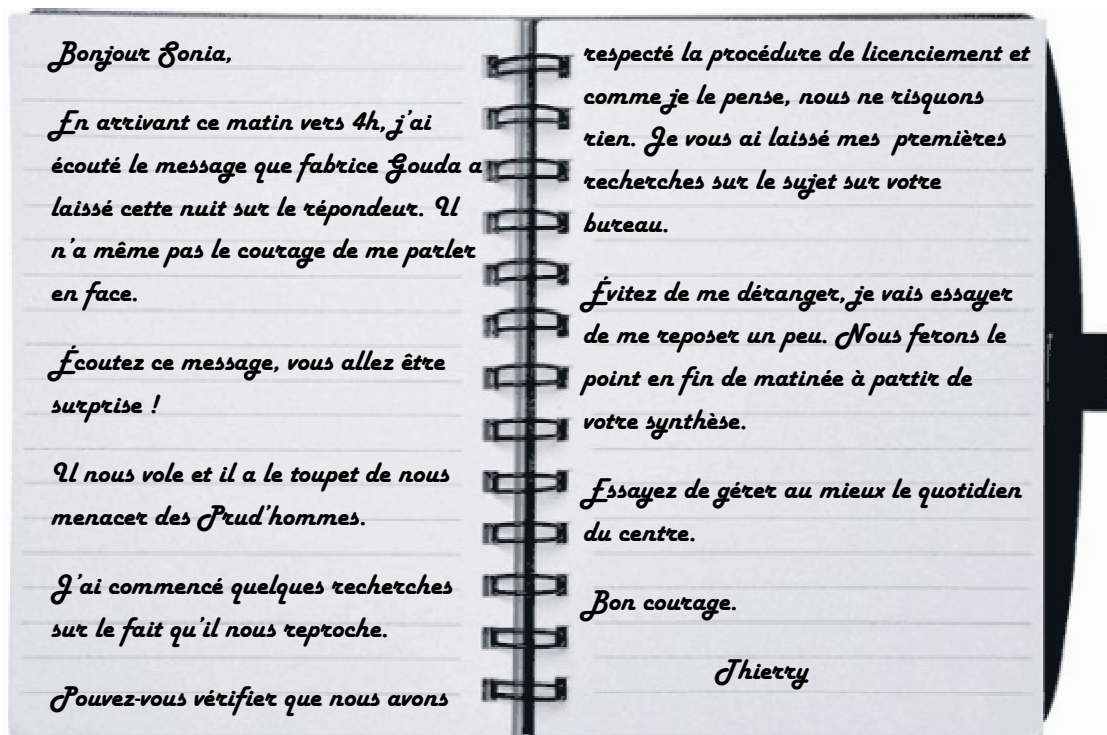 Bonjour Sonia,
En arrivant ce matin vers 4h, j'ai
écouté le message que fabrice Gouda a
laissé cette nuit sur le répondeur. Il
n'a même pas le courage de me parler
en face.
Écoutez ce message, vous allez être
surprise !
Il nous vole et il a le toupet de nous
menacer des Prud'hommes.
J'ai commencé quelques recherches
sur le fait qu'il nous reproche.
Pouvez-vous vérifier que nous avons
respecté la procédure de licenciement et
comme je le pense, nous ne risquons
rien. Je vous ai laissé mes premières
recherches sur le sujet sur votre
bureau.
Évitez de me déranger, je vais essayer
de me reposer un peu. Nous ferons le
point en fin de matinée à partir de
votre synthèse.
Essayez de gérer au mieux le quotidien
du centre.
Bon courage.
Thierry